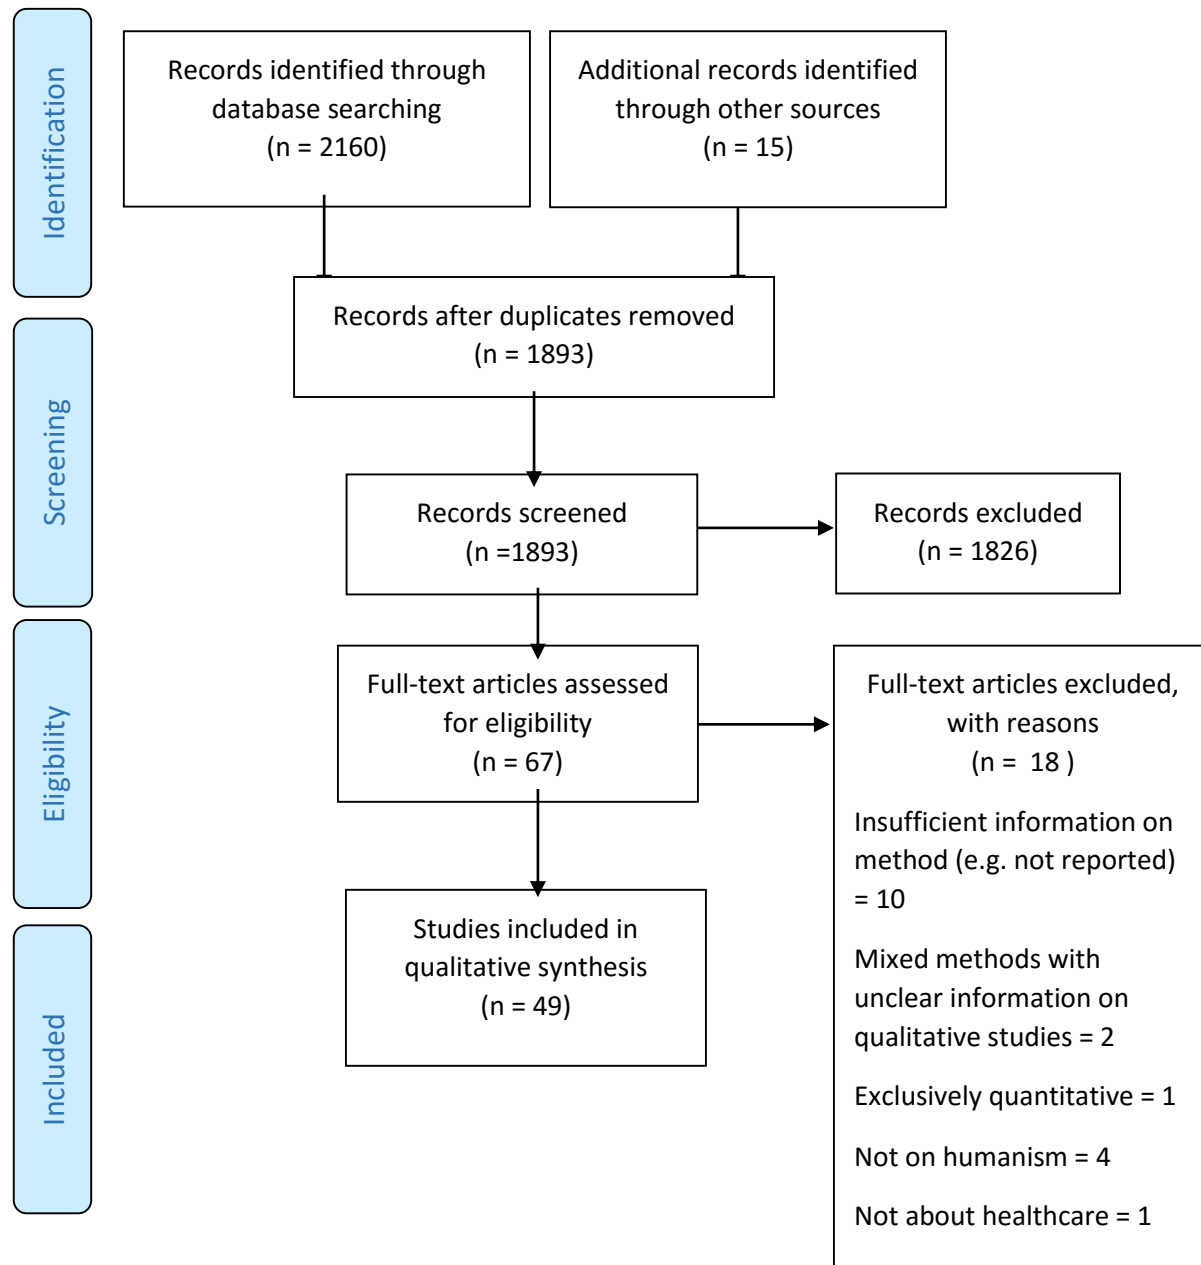 Identification
Records identified through
database searching
(n = 2160)
Additional records identified
through other sources
(n = 15)
Records after duplicates removed
(n = 1893)
Screening
Records screened
(n =1893)
Records excluded
(n = 1826)
Eligibility
Full-text articles assessed
for eligibility
(n = 67)
Full-text articles excluded,
with reasons
(n =  18 )
Insufficient information on
method (e.g. not reported)
= 10
Mixed methods with
unclear information on
qualitative studies = 2
Exclusively quantitative = 1
Not on humanism = 4
Not about healthcare = 1
Included
Studies included in
qualitative synthesis
(n = 49)